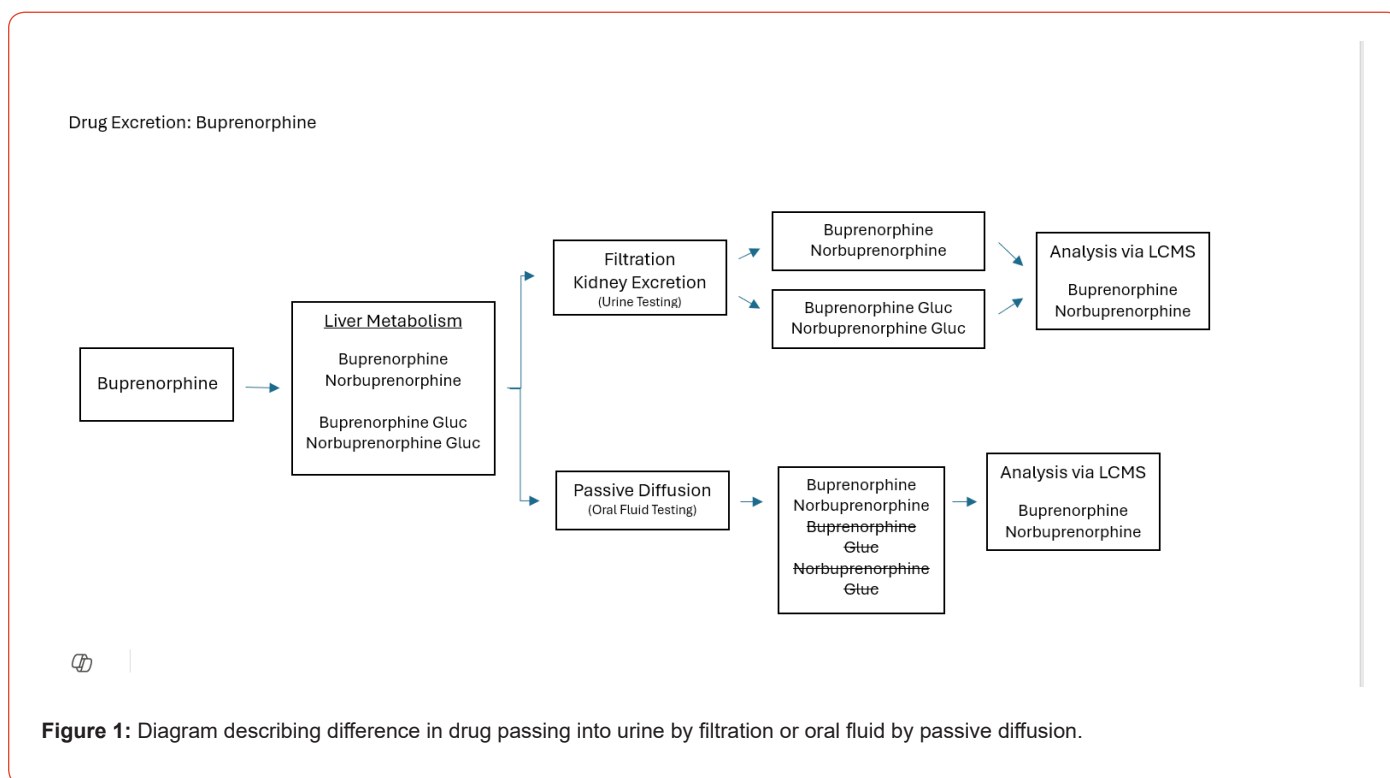 Drug Excretion: Buprenorphine
Buprenorphine
Liver Metabolism
Buprenorphine
Norbuprenorphine
Buprenorphine Gluc
Norbuprenorphine Gluc
Filtration
Kidney Excretion
(Urine Testing)
Buprenorphine
Norbuprenorphine
Buprenorphine Gluc
Norbuprenorphine Gluc
Analysis via LCMS
Buprenorphine
Norbuprenorphine
Passive Diffusion
(Oral Fluid Testing)
Buprenorphine
Norbuprenorphine
Buprenorphine
Gluc
Norbuprenorphine
Gluc
Analysis via LCMS
Buprenorphine
Norbuprenorphine
Figure 1: Diagram describing difference in drug passing into urine by filtration or oral fluid by passive diffusion.